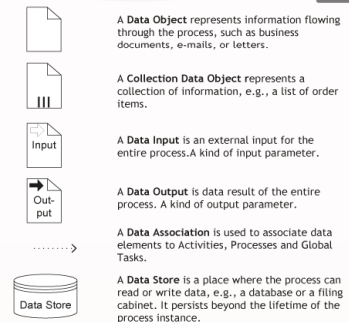 A Data Object represents information flowing
through the process, such as business
documents, e-mails, or letters.
A Collection Data Object represents a
collection of information, e.g., a list of order
items.
Input
A Data Input is an external input for the
entire process.A kind of input parameter.
Out-
put
A Data Output is data result of the entire
process. A kind of output parameter.
A Data Association is used to associate data
elements to Activities, Processes and Global
Tasks.
Data Store
A Data Store is a place where the process can
read or write data, e.g., a database or a filing
cabinet. It persists beyond the lifetime of the
process instance.